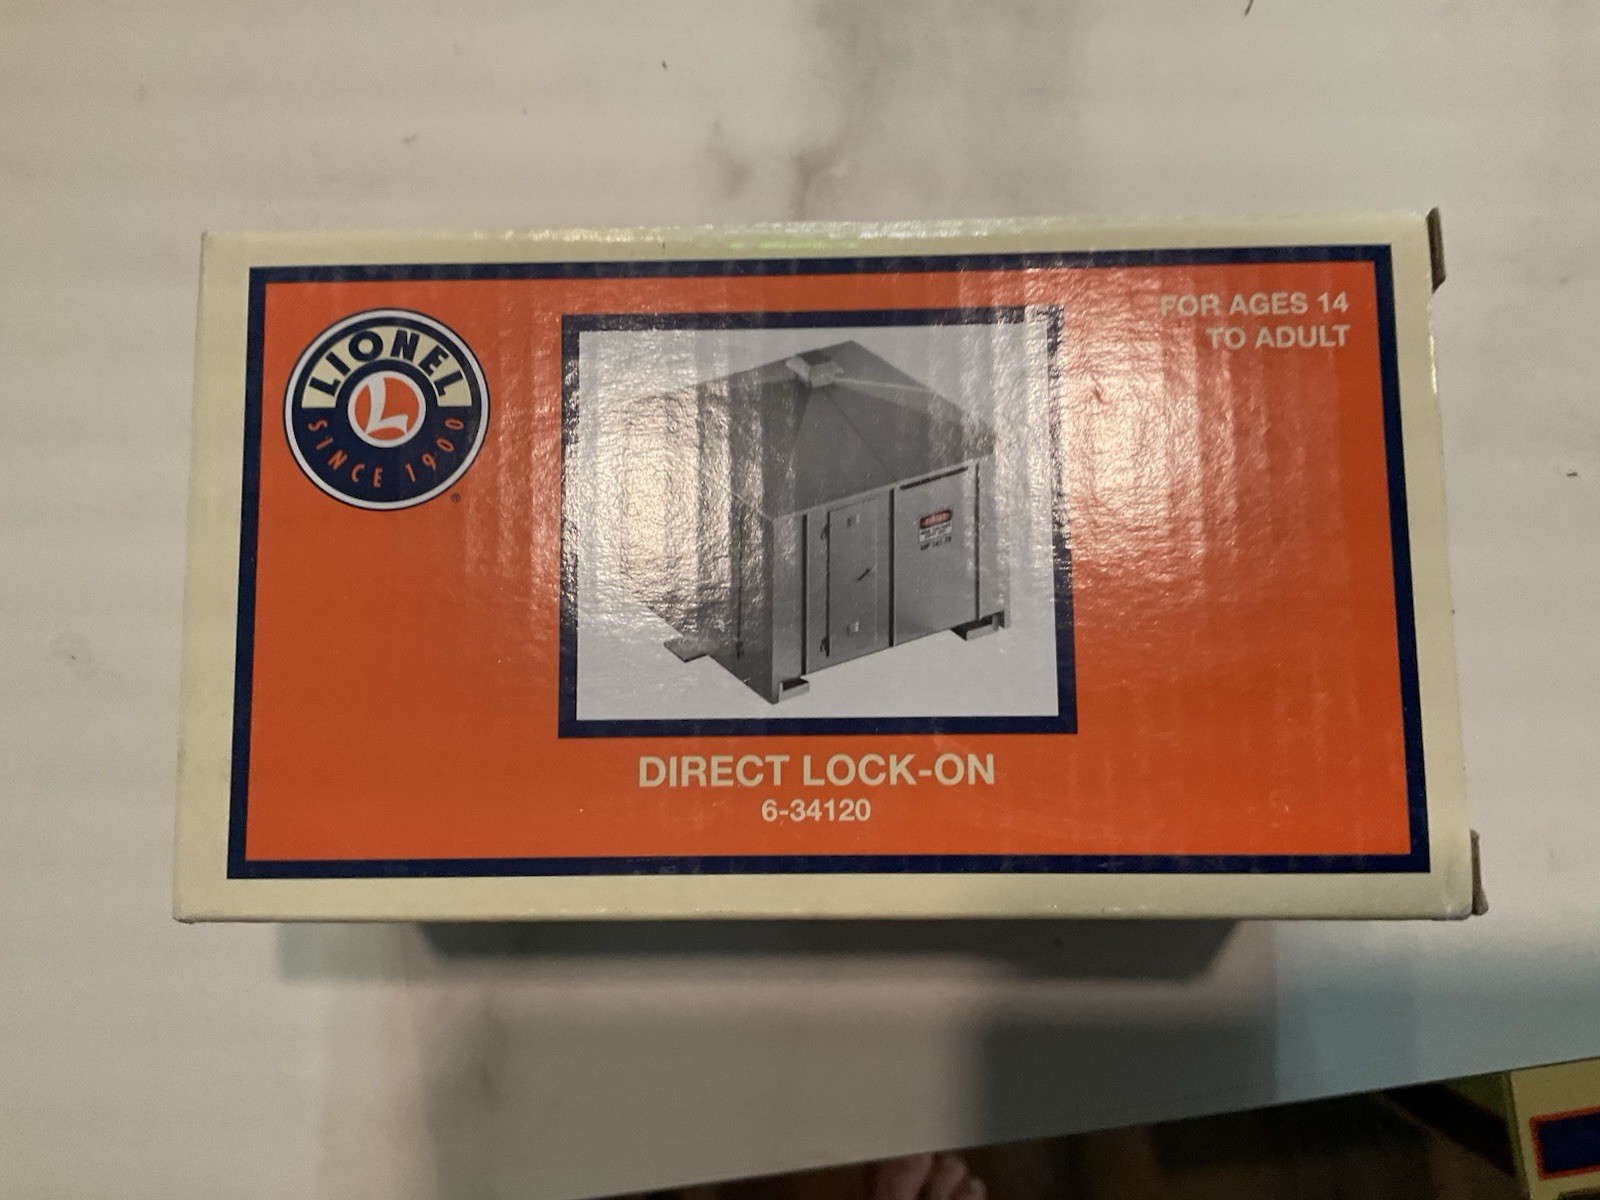 LIONEL
L
SINCE 1900
®
FOR AGES 14
TO ADULT
DIRECT LOCK-ON
6-34120